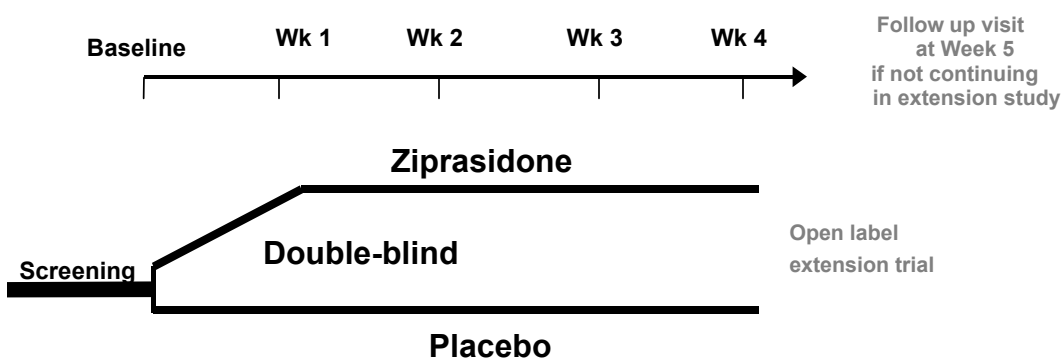 Baseline Wk 1 Wk 2 Wk 3 Wk 4
Follow up visit
at Week 5
if not continuing
in extension study
Ziprasidone
Double-blind
Screening
Open label
extension trial
Placebo